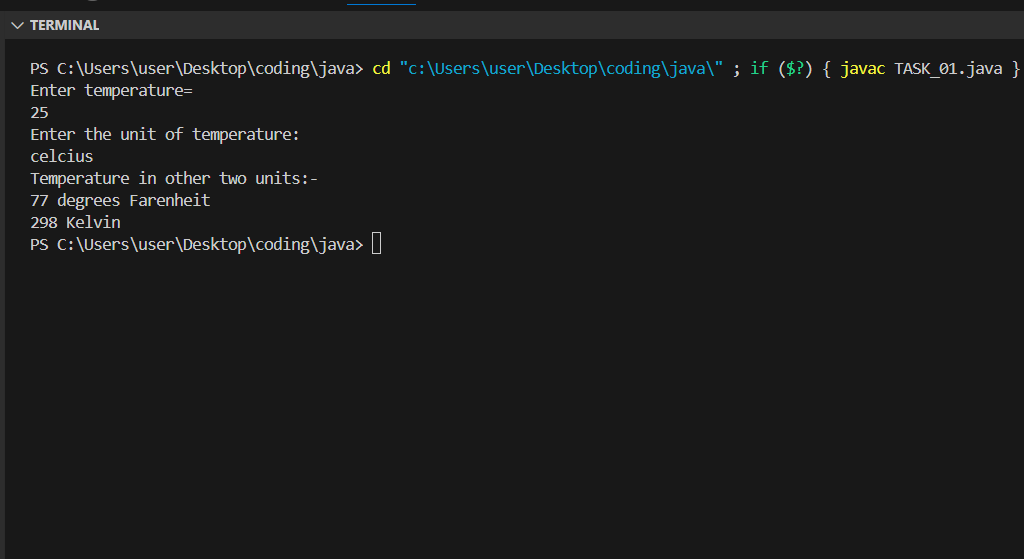 TERMINAL
PS C:\Users\user\Desktop\coding\java> cd "c:\Users\user\Desktop\coding\java\" ; if ($?) { javac TASK_01.java }
Enter temperature=
25
Enter the unit of temperature:
celcius
Temperature in other two units:-
77 degrees Farenheit
298 Kelvin
PS C:\Users\user\Desktop\coding\java>